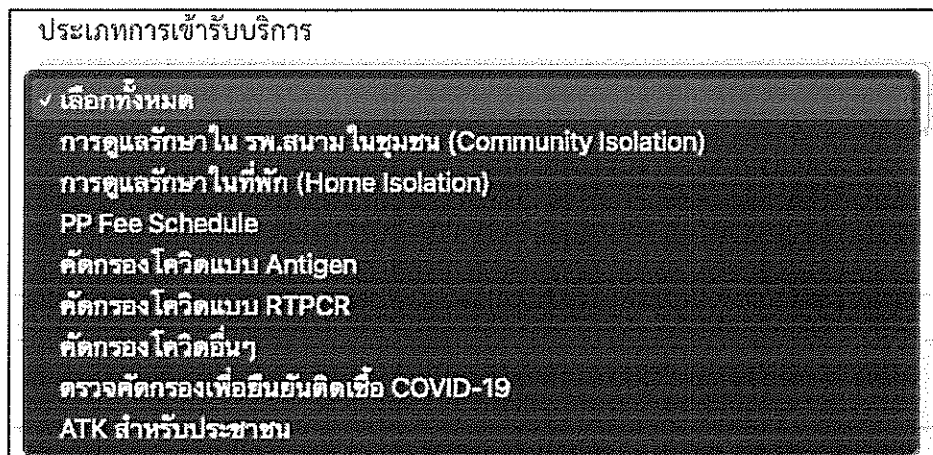 ประเภทการเข้ารับบริการ
✓ เลือกทั้งหมด
การดูแลรักษาใน รพ.สนามในชุมชน (Community Isolation)
การดูแลรักษาในที่พัก (Home Isolation)
PP Fee Schedule
คัดกรองโควิดแบบ Antigen
คัดกรองโควิดแบบ RTPCR
คัดกรองโควิดอื่นๆ
ตรวจคัดกรองเพื่อยืนยันติดเชื้อ COVID-19
ATK สำหรับประชาชน